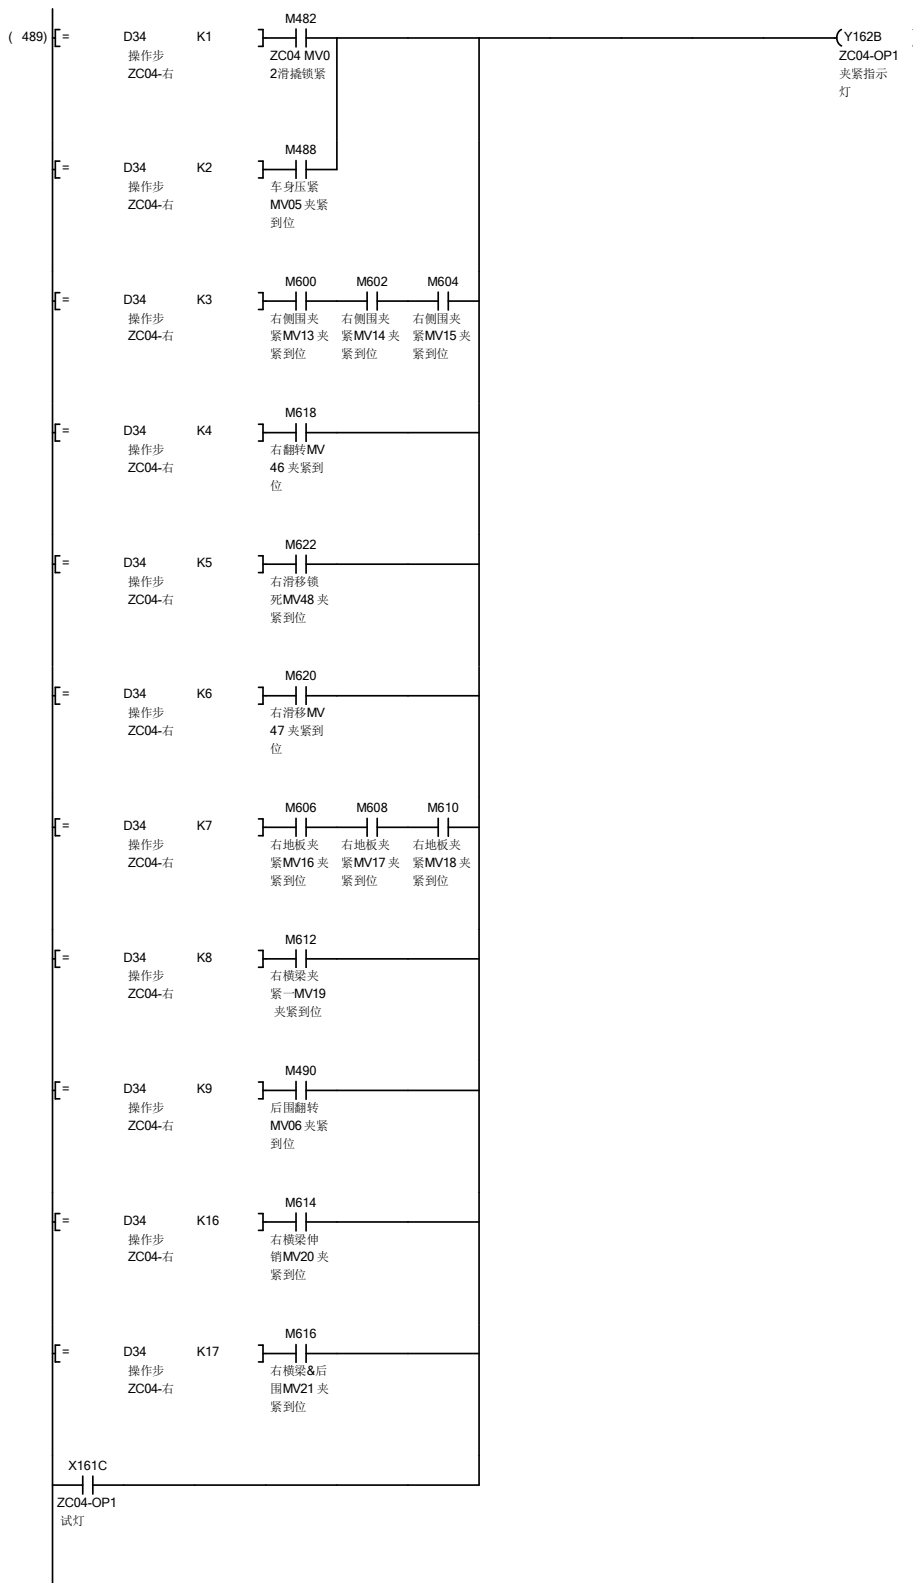 M482
( 489) [= D34 K1 ] (Y162B )
操作步 ZC04 MV0 ZC04-OP1
ZC04-右 2滑撬锁紧 夹紧指示
灯
M488
[= D34 K2 ]
操作步 车身压紧
ZC04-右 MV05 夹紧
到位
M600 M602 M604
[= D34 K3 ]
操作步 右侧围夹 右侧围夹 右侧围夹
ZC04-右 紧MV13 夹 紧MV14 夹 紧MV15 夹
紧到位 紧到位 紧到位
M618
[= D34 K4 ]
操作步 右翻转MV
ZC04-右 46 夹紧到
位
M622
[= D34 K5 ]
操作步 右滑移锁
ZC04-右 死MV48 夹
紧到位
M620
[= D34 K6 ]
操作步 右滑移MV
ZC04-右 47 夹紧到
位
M606 M608 M610
[= D34 K7 ]
操作步 右地板夹 右地板夹 右地板夹
ZC04-右 紧MV16 夹 紧MV17 夹 紧MV18 夹
紧到位 紧到位 紧到位
M612
[= D34 K8 ]
操作步 右横梁夹
ZC04-右 紧一MV19
夹紧到位
M490
[= D34 K9 ]
操作步 后围翻转
ZC04-右 MV06 夹紧
到位
M614
[= D34 K16 ]
操作步 右横梁伸
ZC04-右 销MV20 夹
紧到位
M616
[= D34 K17 ]
操作步 右横梁&后
ZC04-右 围MV21 夹
紧到位
X161C
ZC04-OP1
试灯